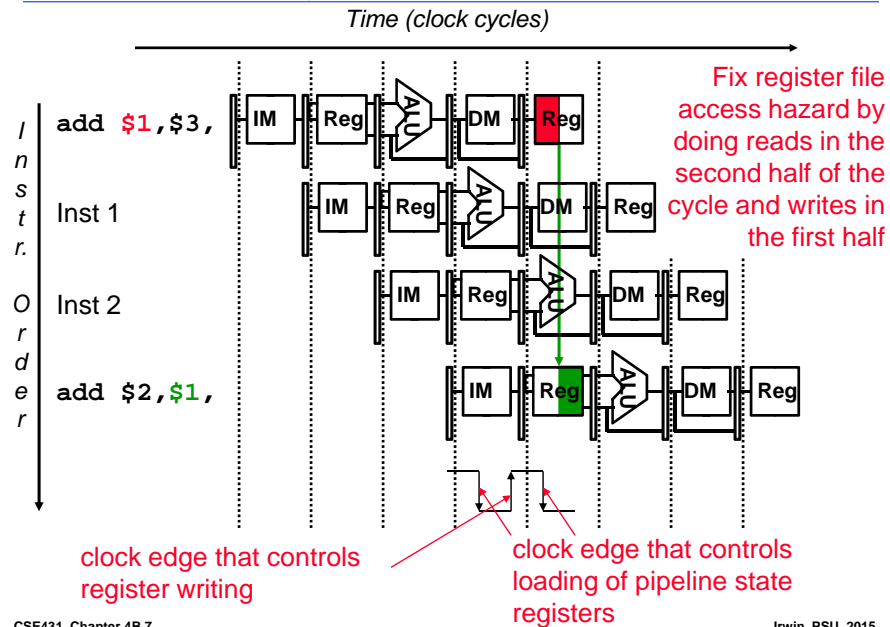 Time (clock cycles)
Instr. Order
Fix register file
access hazard by
doing reads in the
second half of the
cycle and writes in
the first half
add $1,$3,
IM Reg ALU DM Reg
Inst 1
IM Reg ALU DM Reg
Inst 2
IM Reg ALU DM Reg
add $2,$1,
IM Reg ALU DM Reg
clock edge that controls
register writing
clock edge that controls
loading of pipeline state
registers
CSE431 Chapter 4B.7
Irwin, PSU, 2015